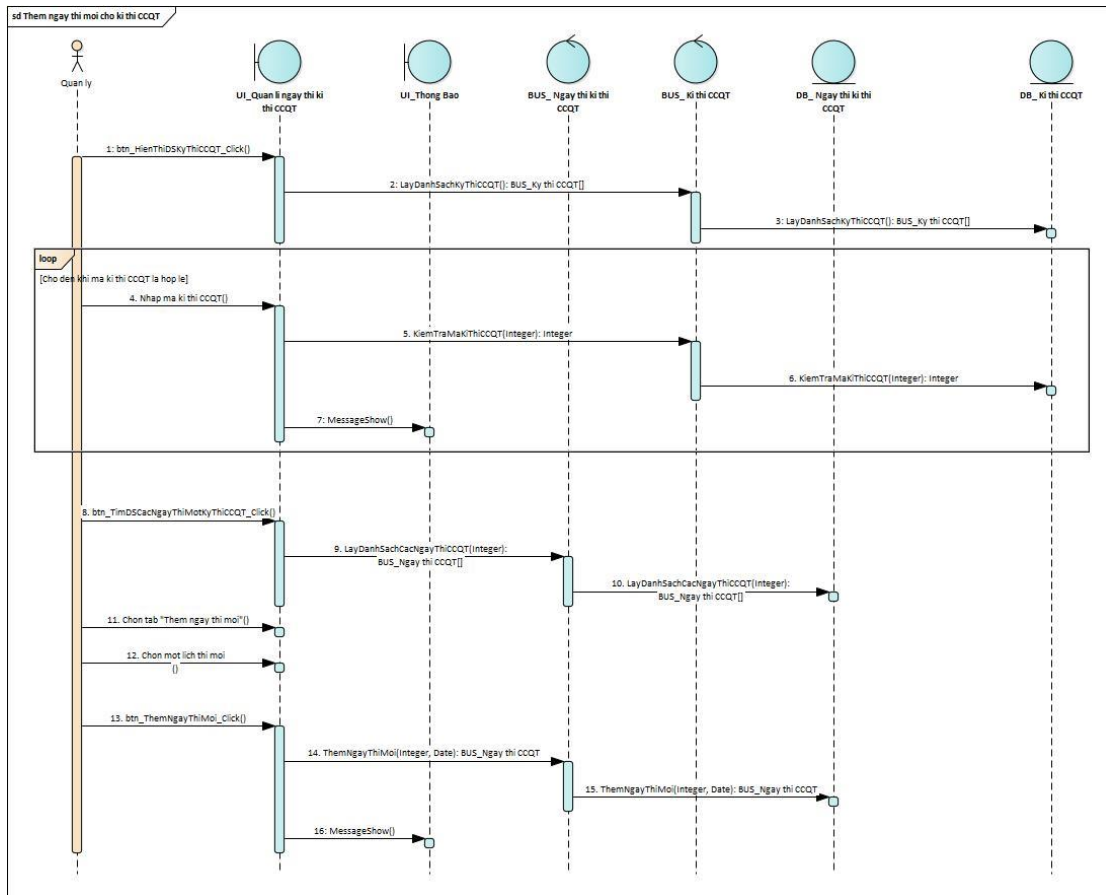 sd Them ngay thi moi cho ki thi CCQT
Quan ly
UI_Quan li ngay thi ki
thi CCQT
UI_Thong Bao
BUS_ Ngay thi ki thi
CCQT
BUS_ Ki thi CCQT
DB_ Ngay thi ki thi
CCQT
DB_ Ki thi CCQT
1: btn_HienThiDSKyThiCCQT_Click()
2: LayDanhSachKyThiCCQT(): BUS_Ky thi CCQT[]
3: LayDanhSachKyThiCCQT(): BUS_Ky thi CCQT[]
loop
[Cho den khi ma ki thi CCQT la hop le]
4. Nhap ma ki thi CCQT()
5. KiemTraMaKiThiCCQT(Integer): Integer
6. KiemTraMaKiThiCCQT(Integer): Integer
7: MessageShow()
8. btn_TimDSCacNgayThiMotKyThiCCQT_Click()
9. LayDanhSachCacNgayThiCCQT(Integer):
BUS_Ngay thi CCQT[]
10. LayDanhSachCacNgayThiCCQT(Integer):
BUS_Ngay thi CCQT[]
11. Chon tab "Them ngay thi moi"()
12. Chon mot lich thi moi
()
13. btn_ThemNgayThiMoi_Click()
14. ThemNgayThiMoi(Integer, Date): BUS_Ngay thi CCQT
15. ThemNgayThiMoi(Integer, Date): BUS_Ngay thi CCQT
16: MessageShow()